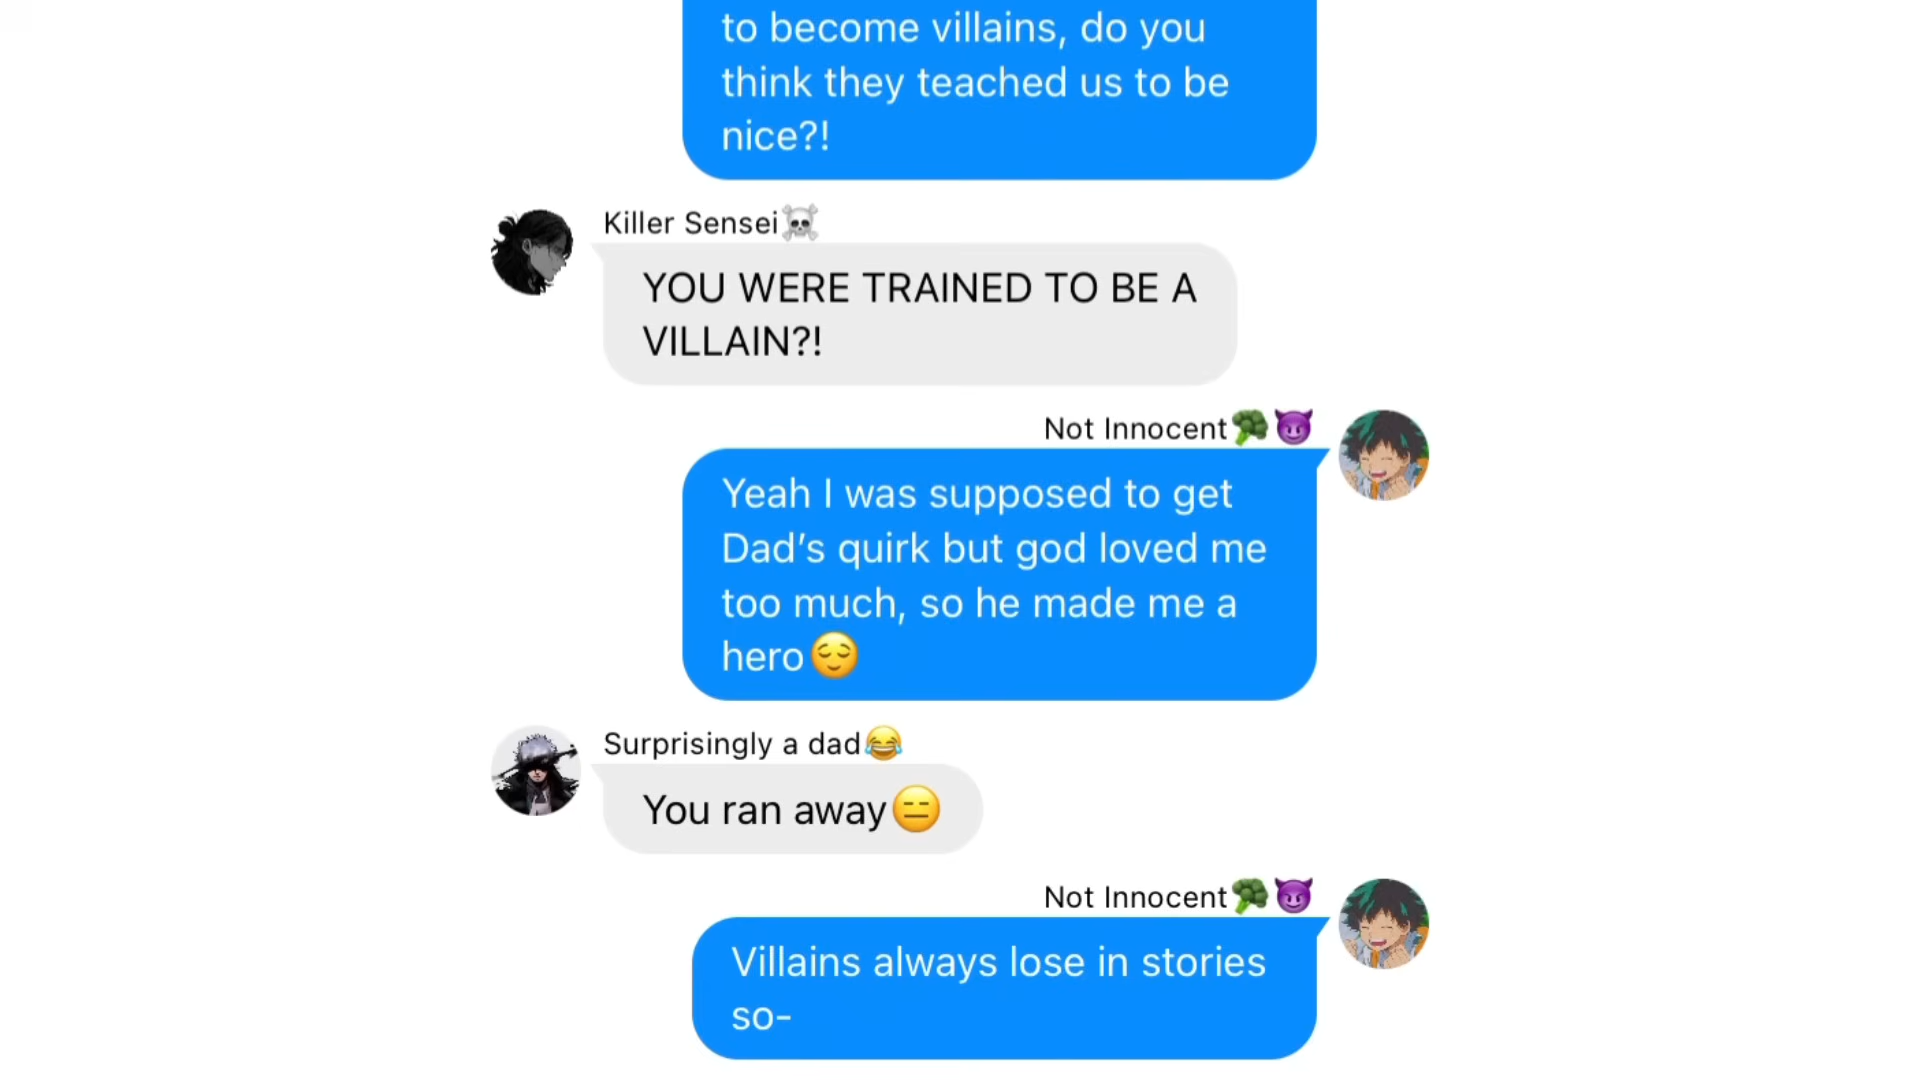 to become villains, do you
think they teached us to be
nice?!
Killer Sensei☠️
YOU WERE TRAINED TO BE A
VILLAIN?!
Not Innocent🥦😈
Yeah I was supposed to get
Dad’s quirk but god loved me
too much, so he made me a
hero😌
Surprisingly a dad😂
You ran away😑
Not Innocent🥦😈
Villains always lose in stories
so-